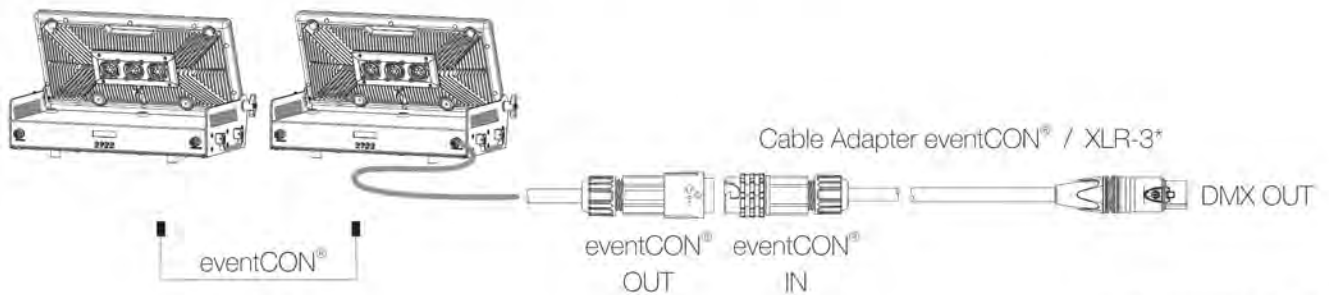 Cable Adapter eventCON® / XLR-3*
DMX OUT
eventCON®
eventCON®
OUT
eventCON®
IN